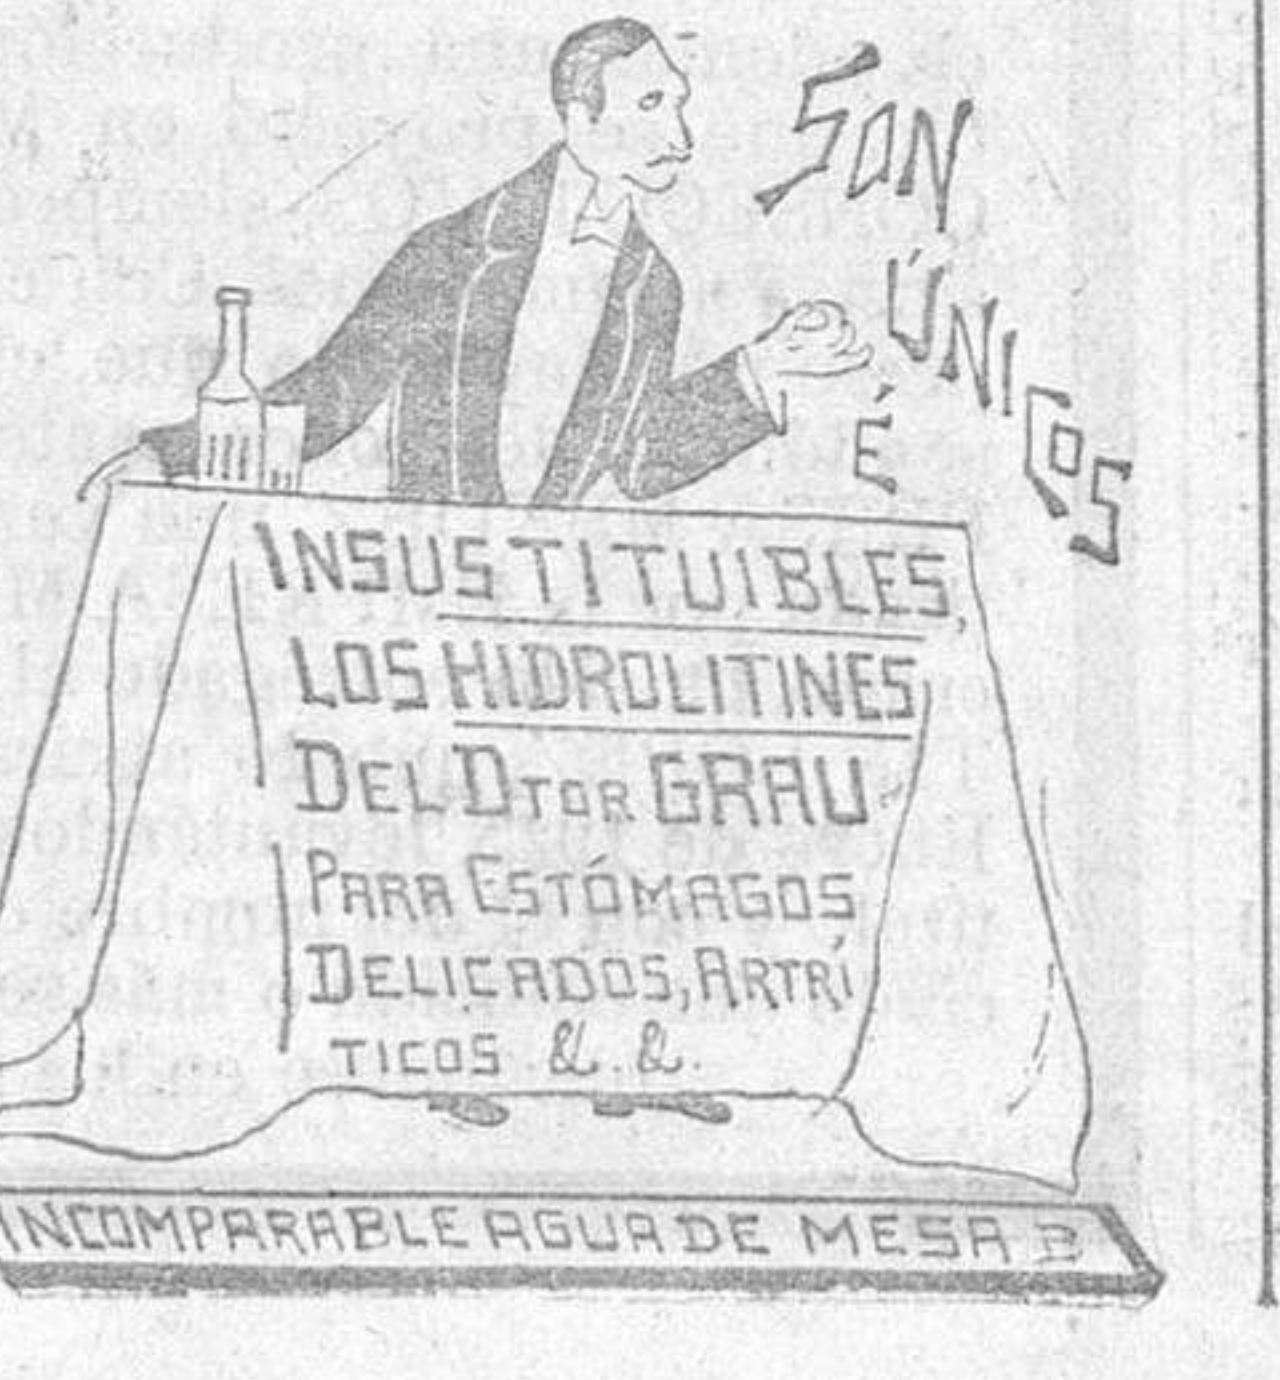 SON
ÚNICOS
É
INSUSTITUIBLES,
LOS HIDROLITINES
DEL DTOR GRAU
PARA ESTÓMAGOS
DELICADOS, ARTRÍ
TICOS &. &.
INCOMPARABLE AGUA DE MESA